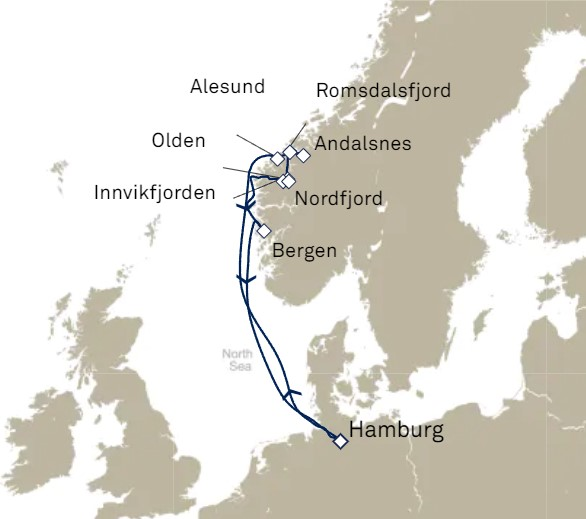 Alesund
Romsdalsfjord
Olden
Andalsnes
Innvikfjorden
Nordfjord
Bergen
North
Sea
Hamburg